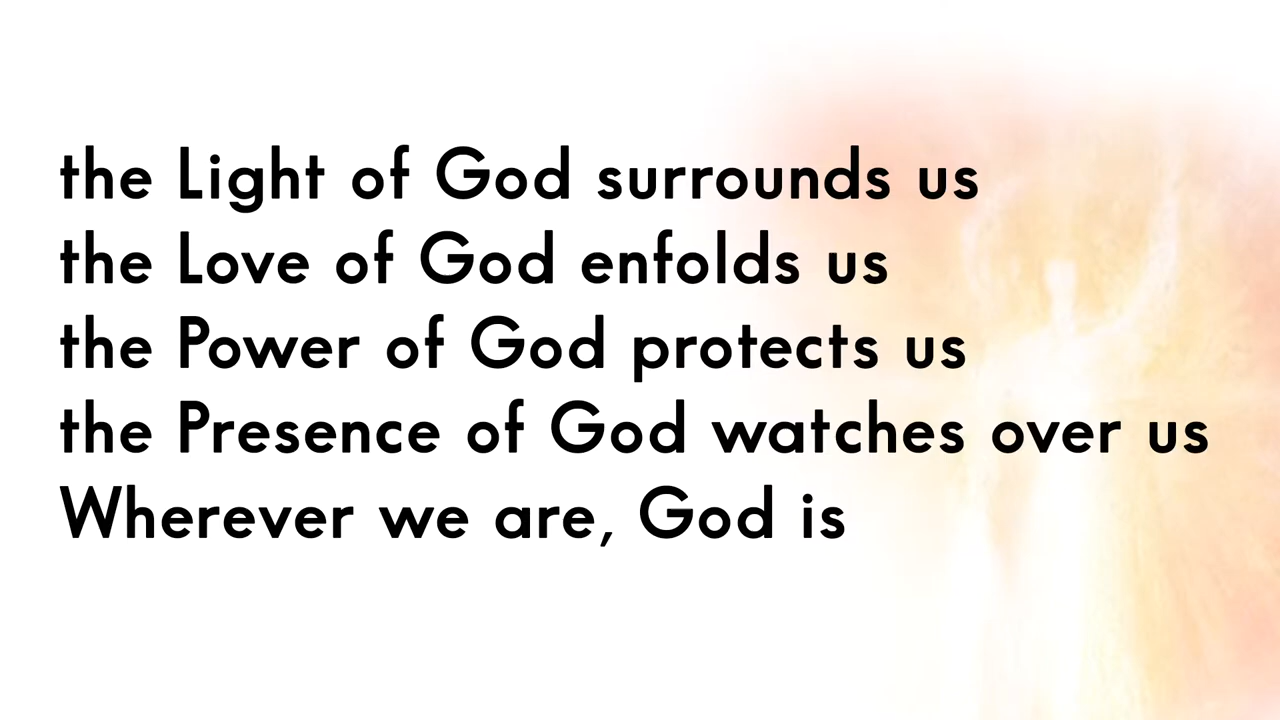 the Light of God surrounds us
the Love of God enfolds us
the Power of God protects us
the Presence of God watches over us
Wherever we are, God is